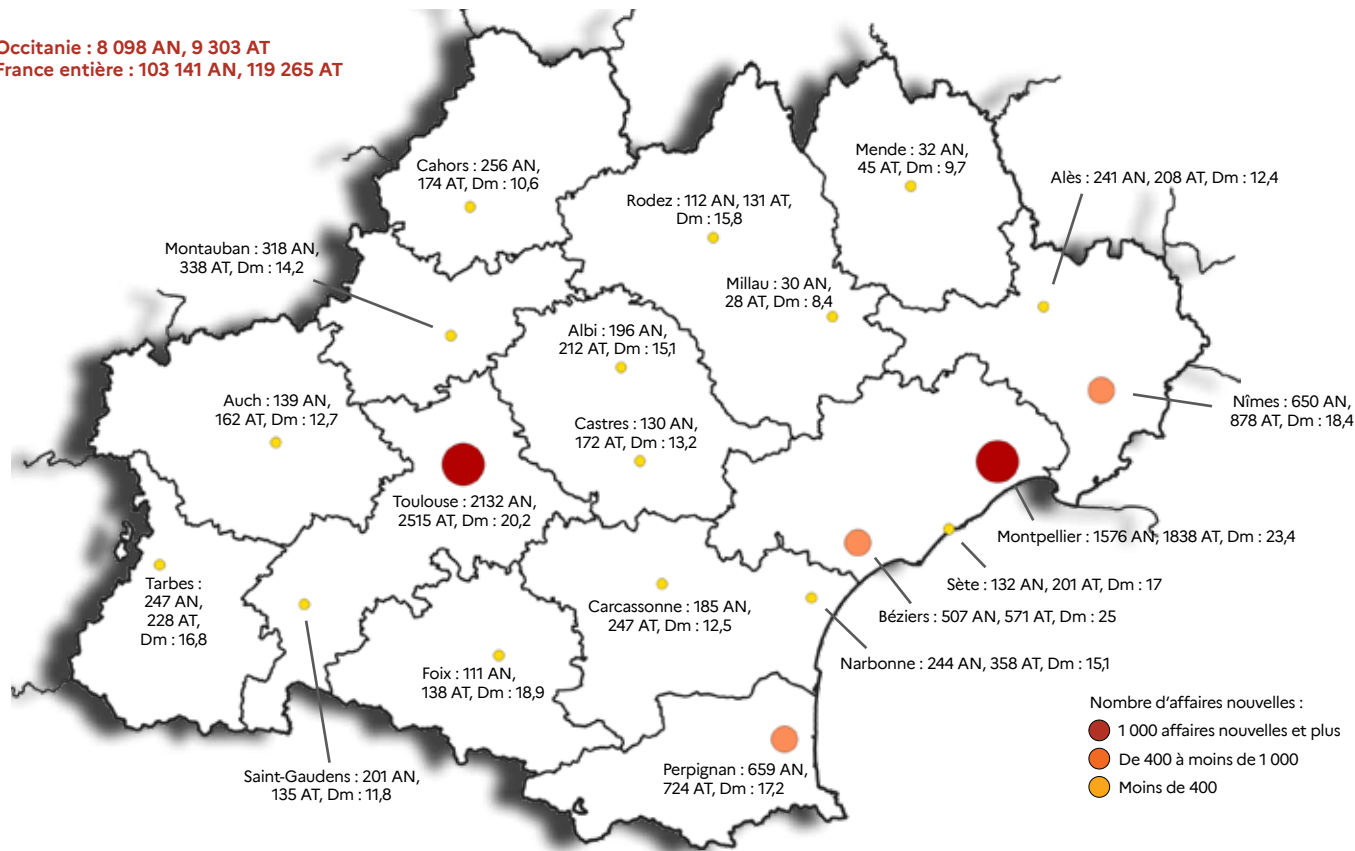 Occitanie : 8 098 AN, 9 303 AT
France entière : 103 141 AN, 119 265 AT
Cahors : 256 AN,
174 AT, Dm : 10,6
Mende : 32 AN,
45 AT, Dm : 9,7
Alès : 241 AN, 208 AT, Dm : 12,4
Rodez : 112 AN, 131 AT,
Dm : 15,8
Montauban : 318 AN,
338 AT, Dm : 14,2
Millau : 30 AN,
28 AT, Dm : 8,4
Albi : 196 AN,
212 AT, Dm : 15,1
Auch : 139 AN,
162 AT, Dm : 12,7
Nîmes : 650 AN,
878 AT, Dm : 18,4
Castres : 130 AN,
172 AT, Dm : 13,2
Toulouse : 2132 AN,
2515 AT, Dm : 20,2
Montpellier : 1576 AN, 1838 AT, Dm : 23,4
Tarbes :
247 AN,
228 AT,
Dm : 16,8
Sète : 132 AN, 201 AT, Dm : 17
Carcassonne : 185 AN,
247 AT, Dm : 12,5
Béziers : 507 AN, 571 AT, Dm : 25
Narbonne : 244 AN, 358 AT, Dm : 15,1
Foix : 111 AN,
138 AT, Dm : 18,9
Saint-Gaudens : 201 AN,
135 AT, Dm : 11,8
Perpignan : 659 AN,
724 AT, Dm : 17,2
Nombre d'affaires nouvelles :
1 000 affaires nouvelles et plus
De 400 à moins de 1 000
Moins de 400